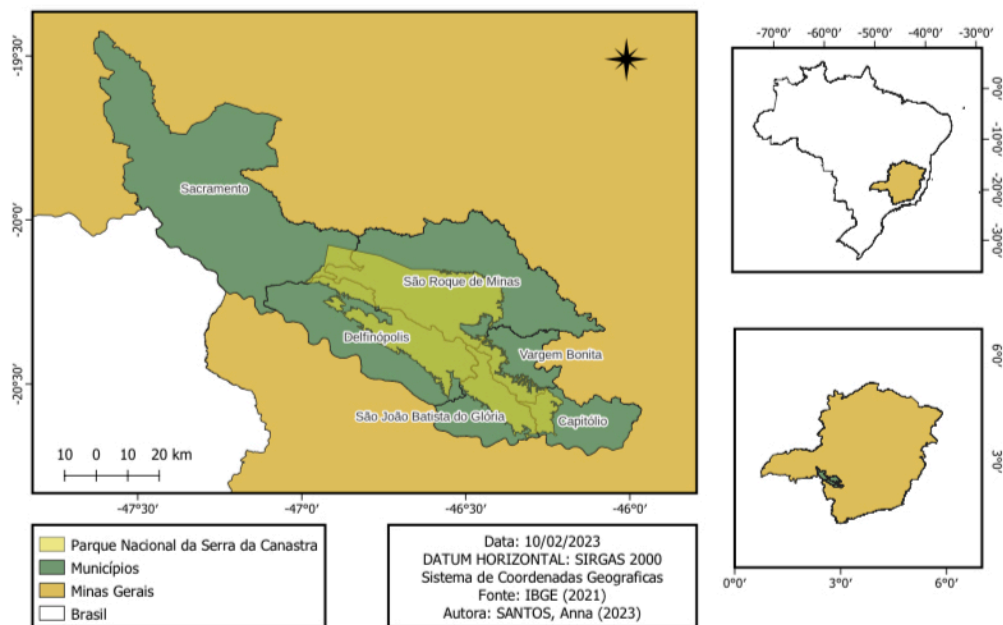 -19°30'
-20°0'
-20°30'
Sacramento
São Roque de Minas
Delfinópolis
Vargem Bonita
São João Batista do Glória
Capitólio
10 0 10 20 km
-47°30' -47°0' -46°30' -46°0'
-70°0' -60°0' -50°0' -40°0' -30°0'
0°0'
-10°0'
-20°0'
-30°0'
6°0'
3°0'
0°0' 3°0' 6°0'
Parque Nacional da Serra da Canastra
Municípios
Minas Gerais
Brasil
Data: 10/02/2023
DATUM HORIZONTAL: SIRGAS 2000
Sistema de Coordenadas Geograficas
Fonte: IBGE (2021)
Autora: SANTOS, Anna (2023)